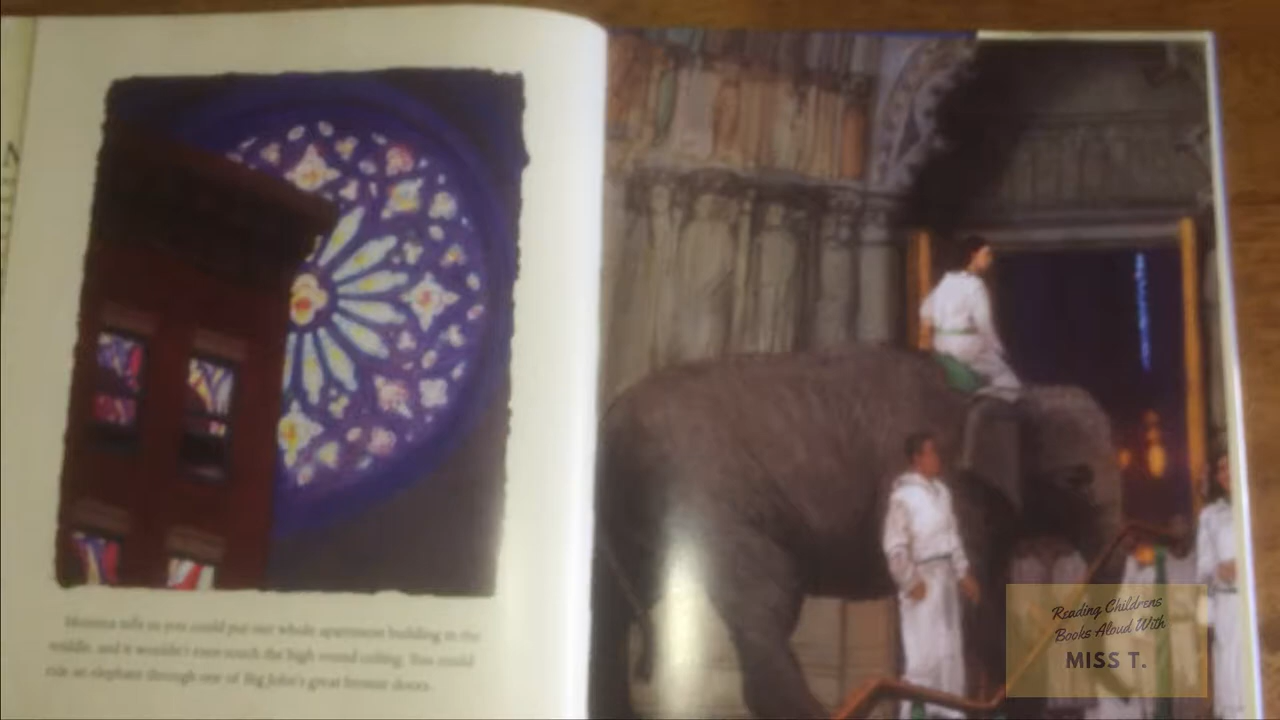 Momma tells us you could put our whole apartment building in the
middle, and it wouldn't even touch the high round ceiling. You could
ride an elephant through one of Big John's great bronze doors.
Reading Childrens
Books Aloud With
MISS T.